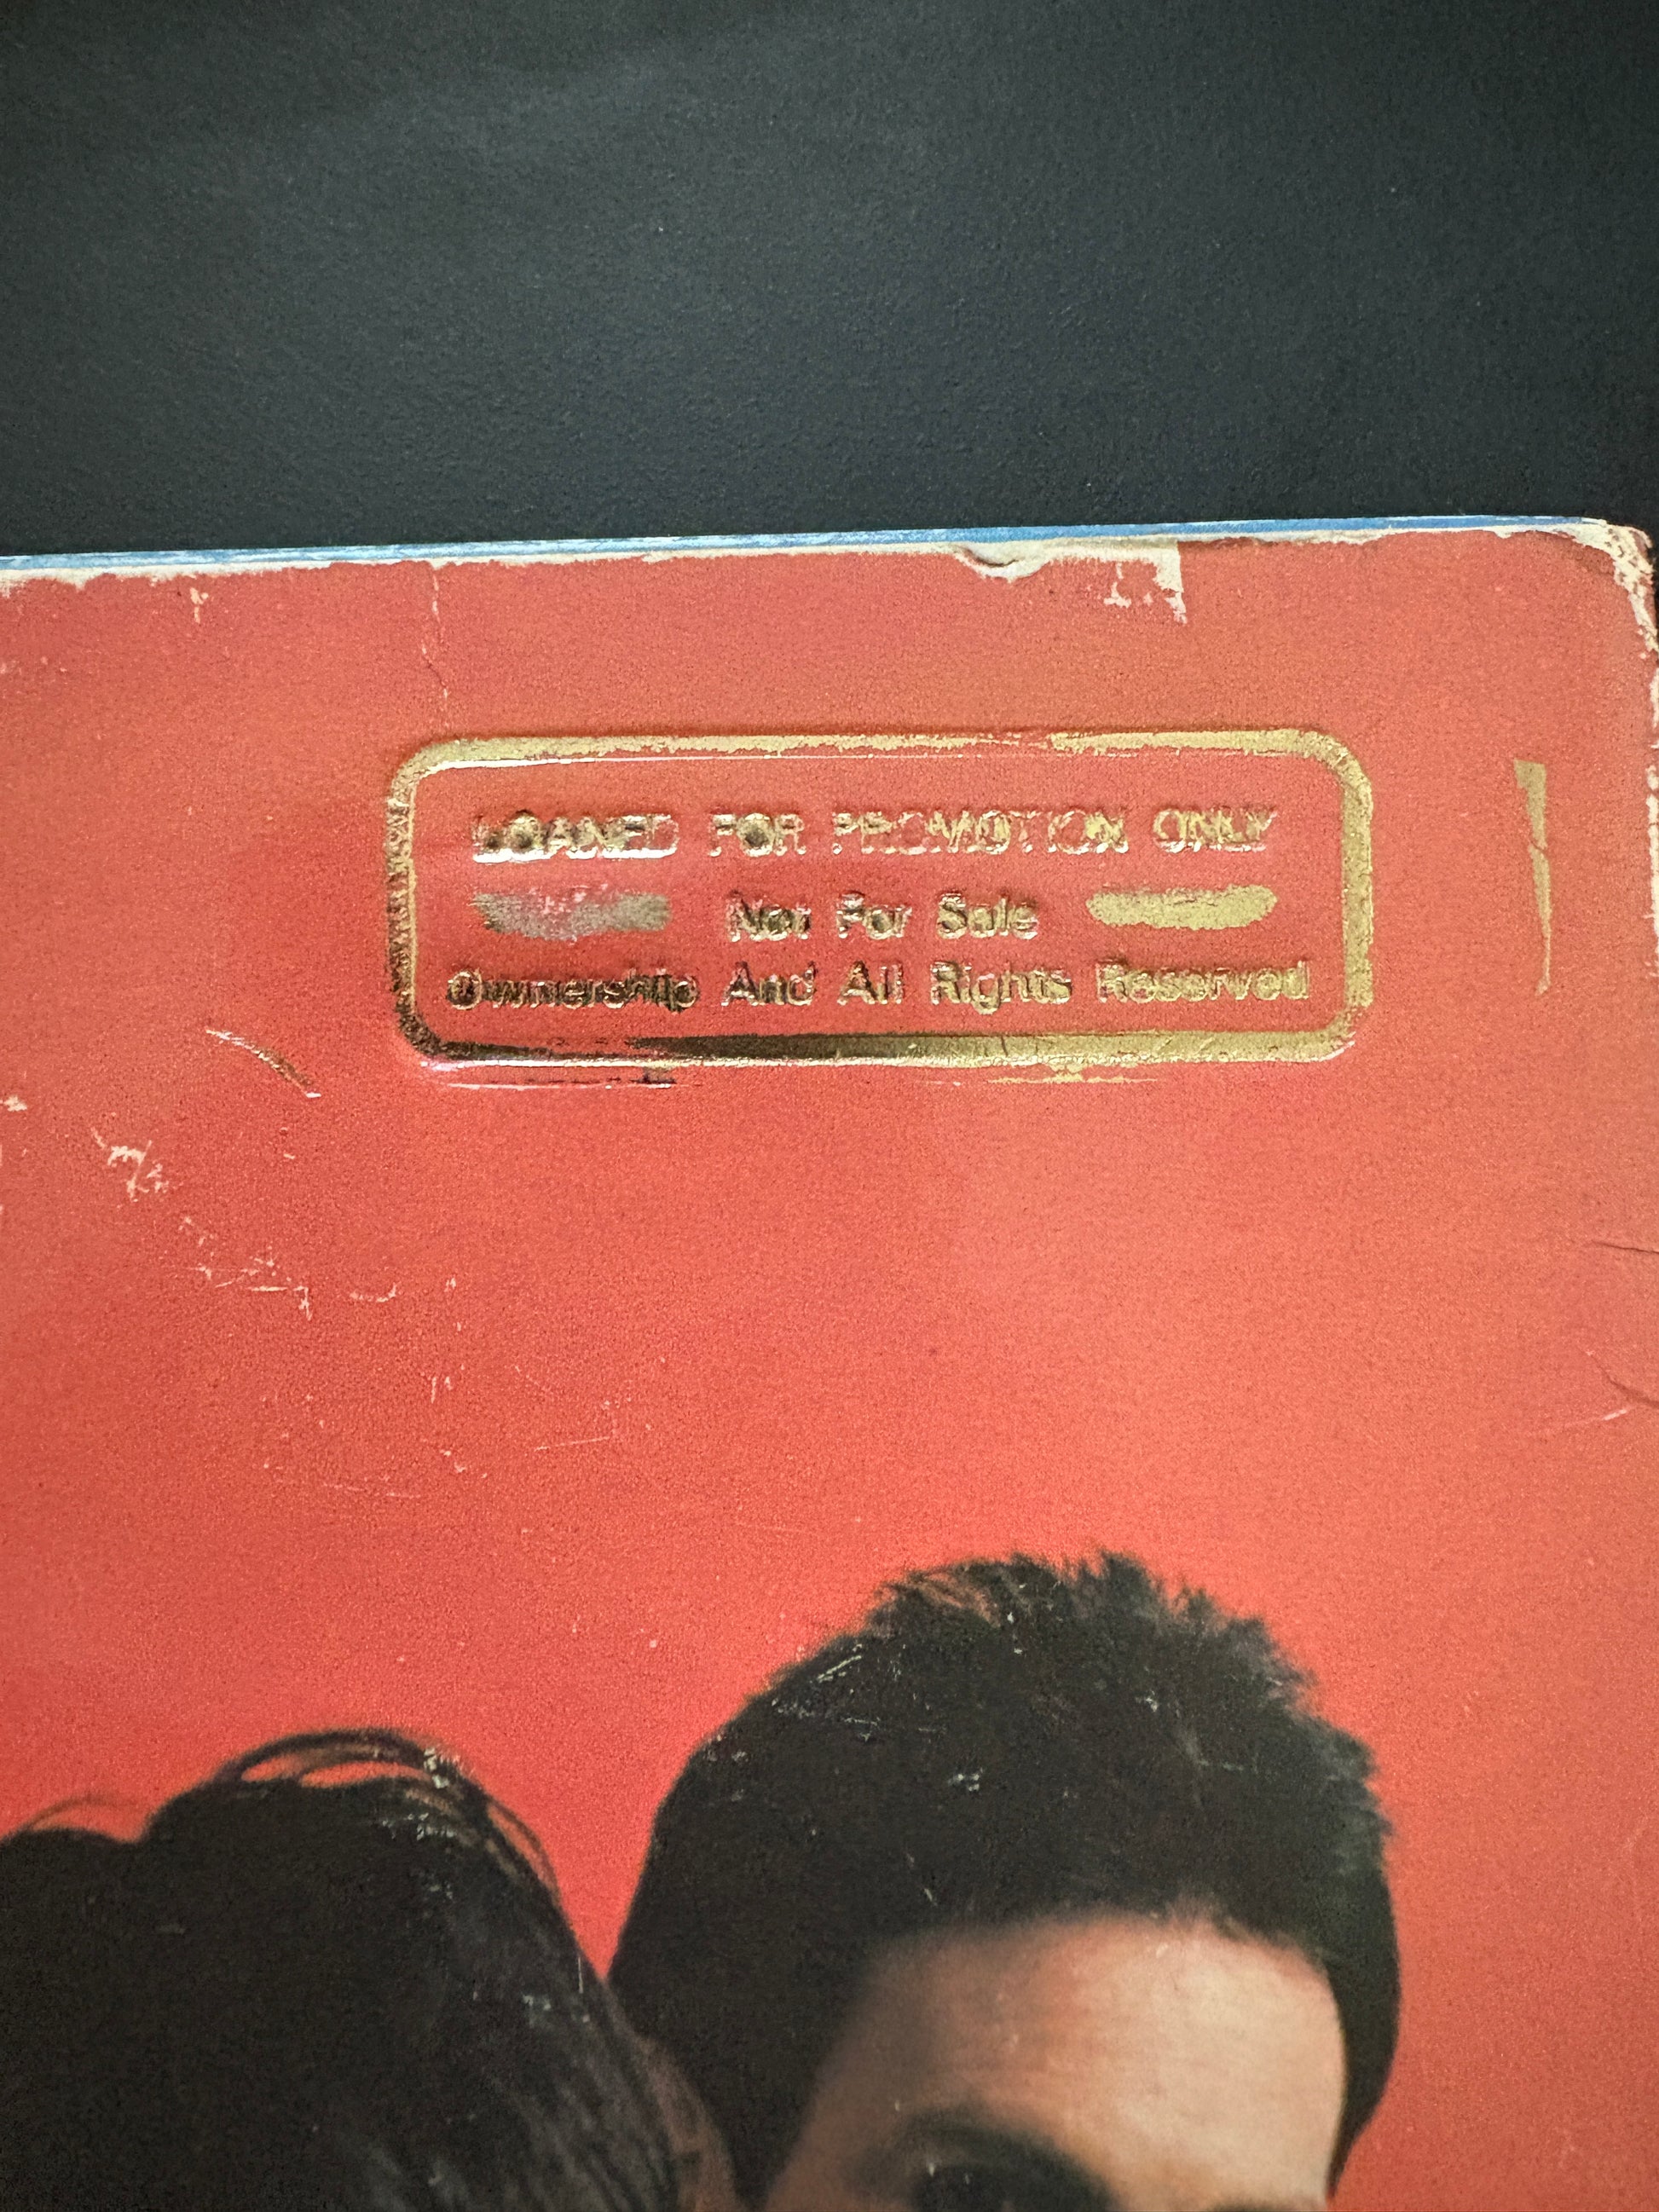 LOANED FOR PROMOTION ONLY
Not For Sale
Ownership And All Rights Reserved